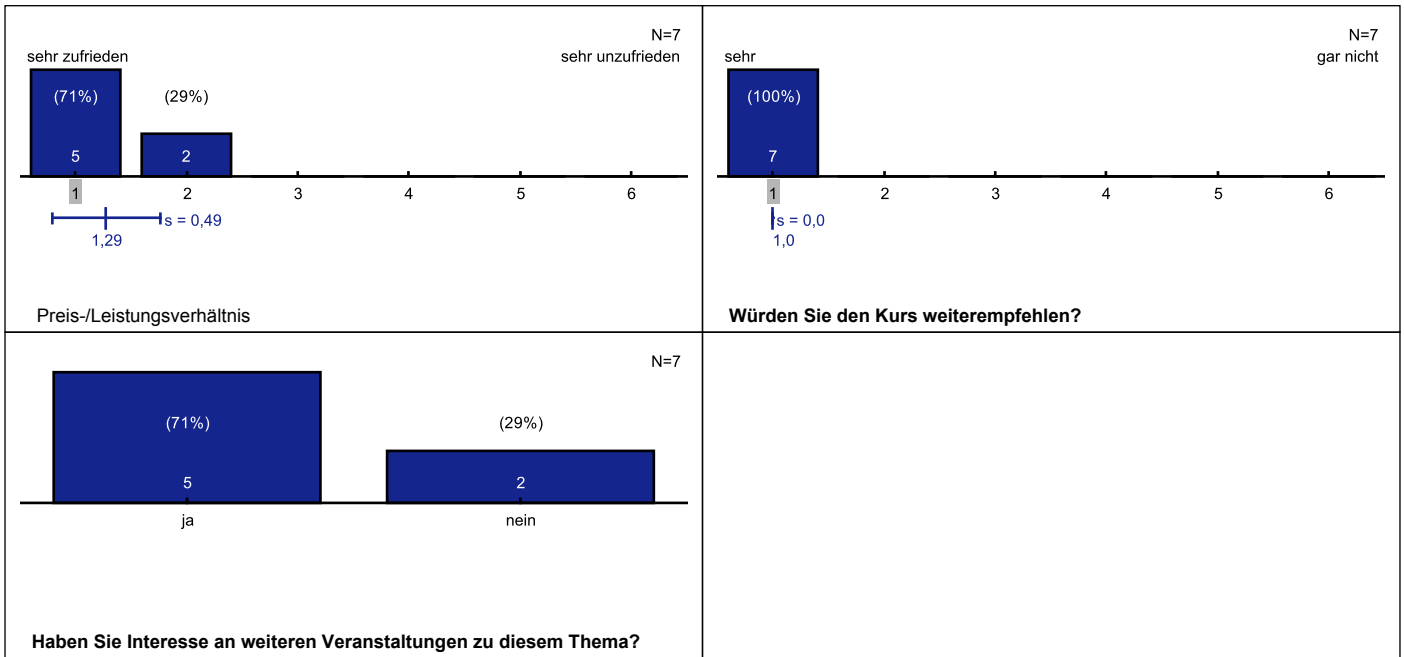 N=7
sehr zufrieden
sehr unzufrieden
(71%)
(29%)
5
2
1
2
3
4
5
6
s = 0,49
1,29
Preis-/Leistungsverhältnis
N=7
sehr
gar nicht
(100%)
7
1
2
3
4
5
6
s = 0,0
1,0
Würden Sie den Kurs weiterempfehlen?
N=7
(71%)
(29%)
5
2
ja
nein
Haben Sie Interesse an weiteren Veranstaltungen zu diesem Thema?